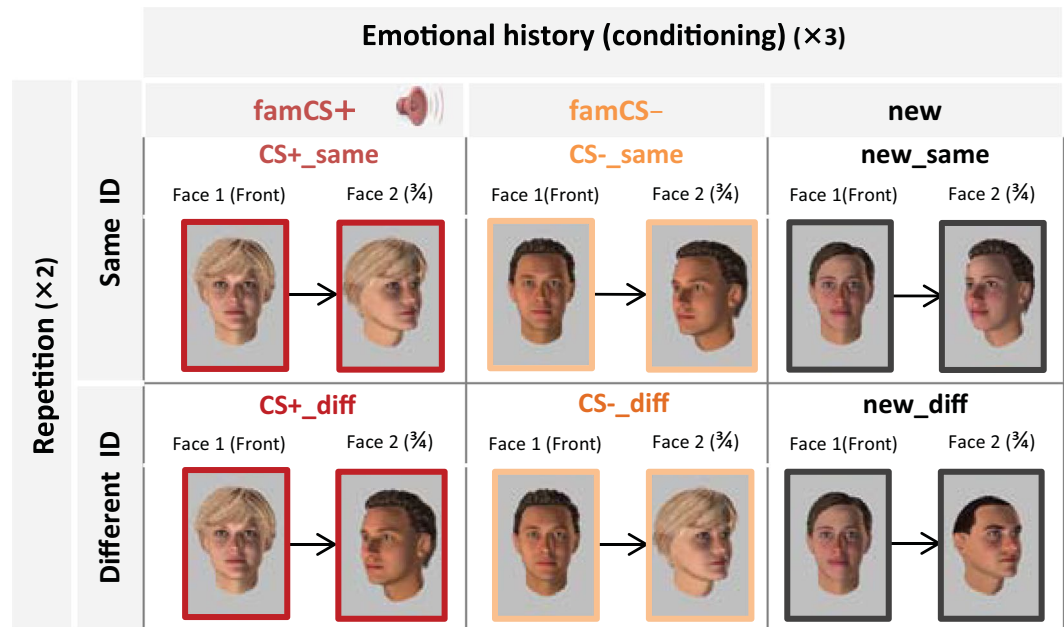 Emotional history (conditioning) (×3)
Repetition (×2)
Same ID
Different ID
famCS+
famCS−
new
CS+_same
CS-_same
new_same
Face 1 (Front)
Face 2 (¾)
Face 1(Front)
Face 2 (¾)
Face 1(Front)
Face 2 (¾)
CS+_diff
CS-_diff
new_diff
Face 1 (Front)
Face 2 (¾)
Face 1 (Front)
Face 2 (¾)
Face 1(Front)
Face 2 (¾)